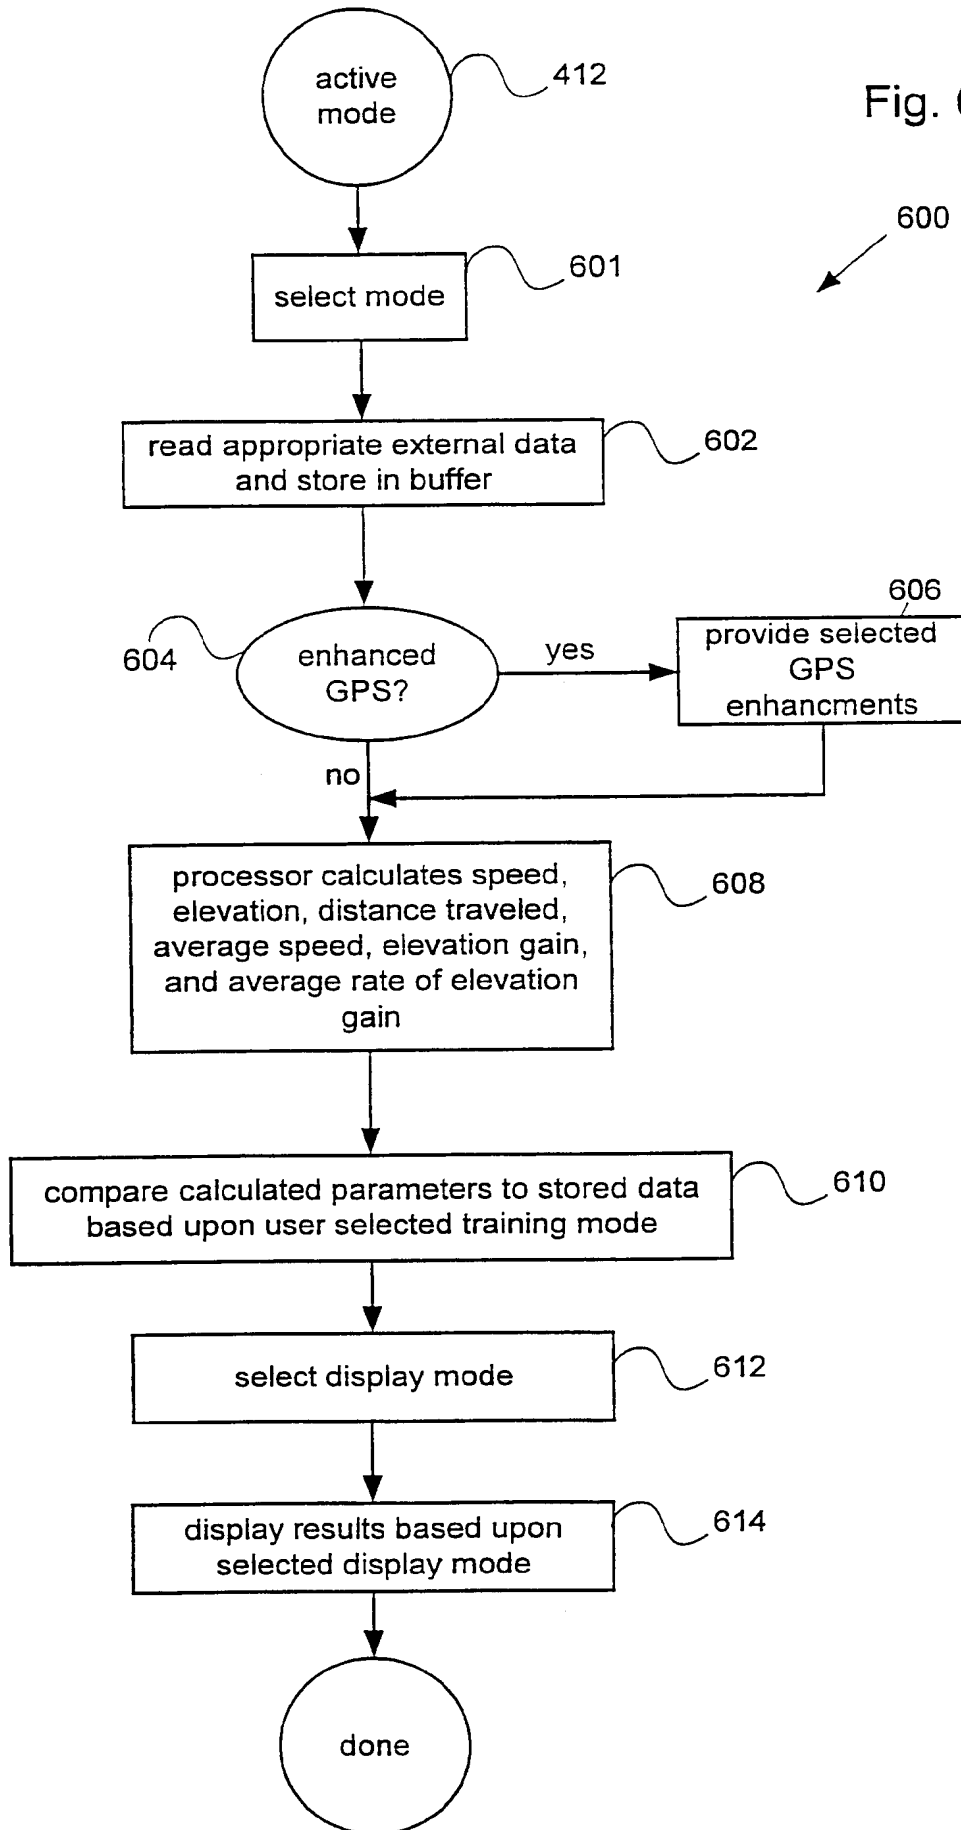 active
mode
412
Fig. 6
600
select mode
601
read appropriate external data
and store in buffer
602
604
enhanced
GPS?
yes
606
provide selected
GPS
enhancments
no
processor calculates speed,
elevation, distance traveled,
average speed, elevation gain,
and average rate of elevation
gain
608
compare calculated parameters to stored data
based upon user selected training mode
610
select display mode
612
display results based upon
selected display mode
614
done